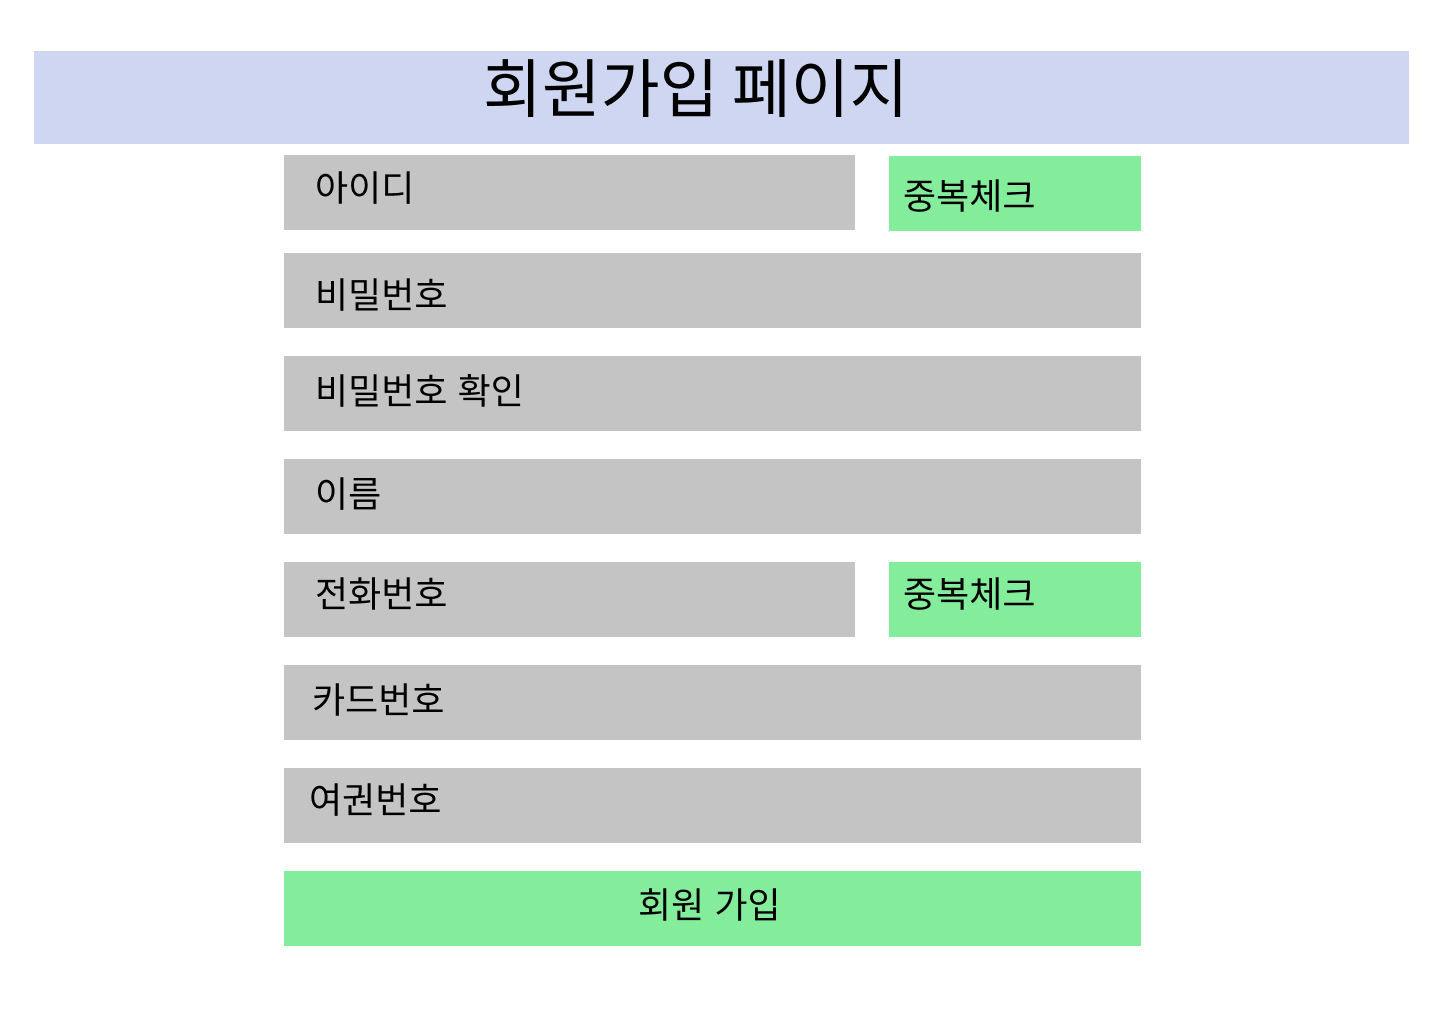 회원가입 페이지
아이디
중복체크
비밀번호
비밀번호 확인
이름
전화번호
중복체크
카드번호
여권번호
회원 가입